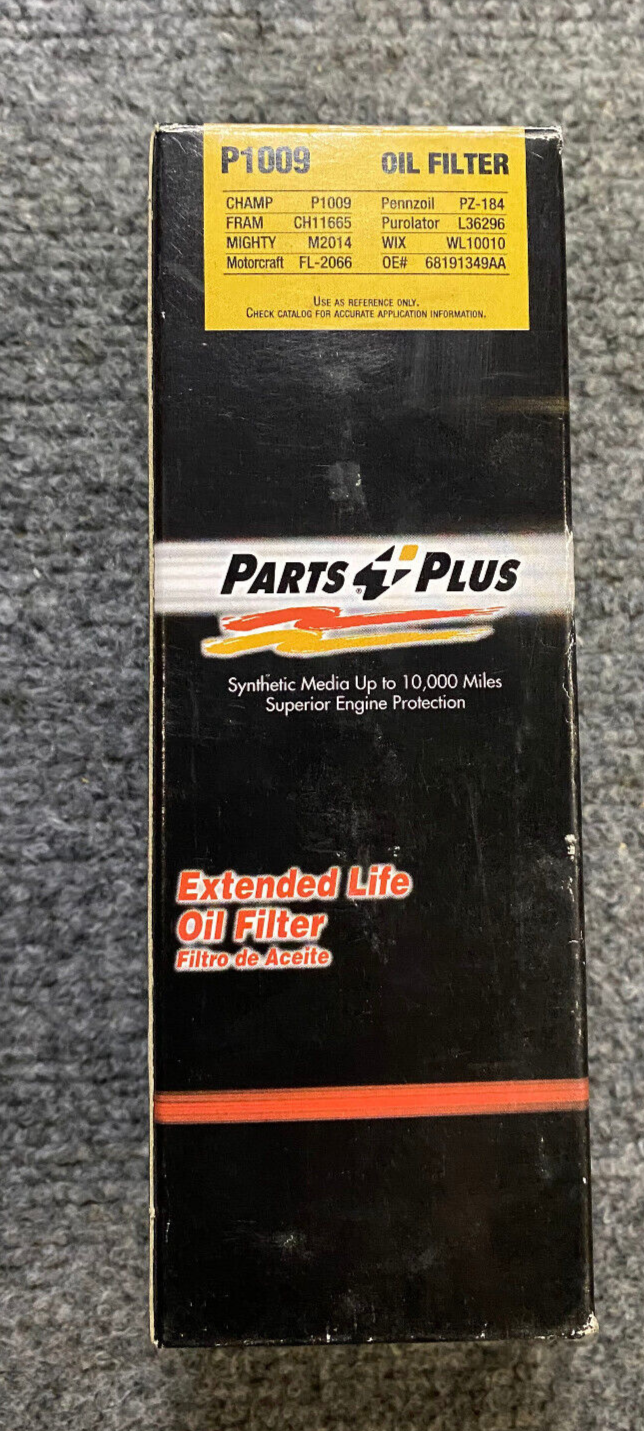 P1009 OIL FILTER
CHAMP P1009 Pennzoil PZ-184
FRAM CH11665 Purolator L36296
MIGHTY M2014 WIX WL10010
Motorcraft FL-2066 OE# 68191349AA
USE AS REFERENCE ONLY.
CHECK CATALOG FOR ACCURATE APPLICATION INFORMATION.
PARTS PLUS
®
Synthetic Media Up to 10,000 Miles
Superior Engine Protection
Extended Life
Oil Filter
Filtro de Aceite